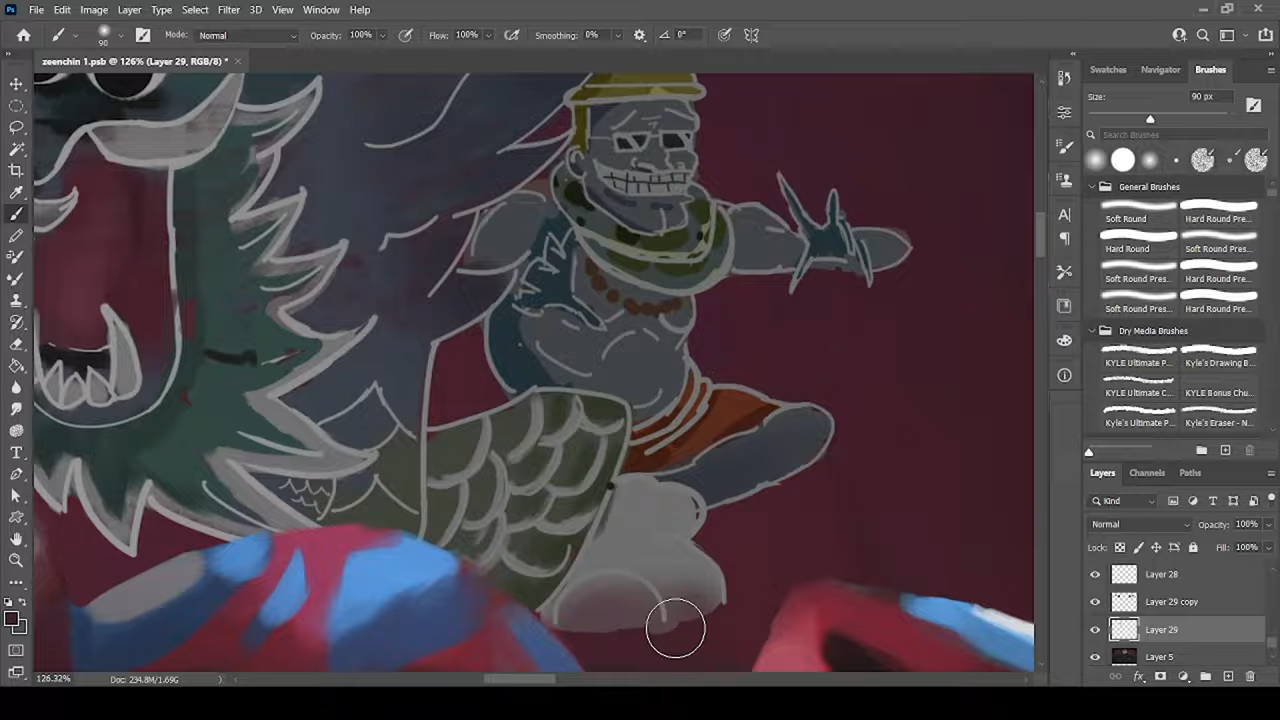 Ps File Edit Image Layer Type Select Filter 3D View Window Help
90 Mode: Normal Opacity: 100% Flow: 100% Smoothing: 0% 0°
zeenchin 1.psb @ 126% (Layer 29, RGB/8) * ×
Swatches Navigator Brushes
Size: 90 px
Search Brushes
General Brushes
Soft Round Hard Round Pre...
Hard Round Soft Round Pres...
Soft Round Pres... Hard Round Pres...
Soft Round Pres... Hard Round Pres...
Dry Media Brushes
KYLE Ultimate P... Kyle's Drawing B...
KYLE Ultimate C... KYLE Bonus Chu...
Kyle's Ultimate P... Kyle's Eraser - N...
Layers Channels Paths
Kind
Normal Opacity: 100%
Lock: Fill: 100%
Layer 28
Layer 29 copy
Layer 29
Layer 5
fx
126.32% Doc: 234.8M/1.69G